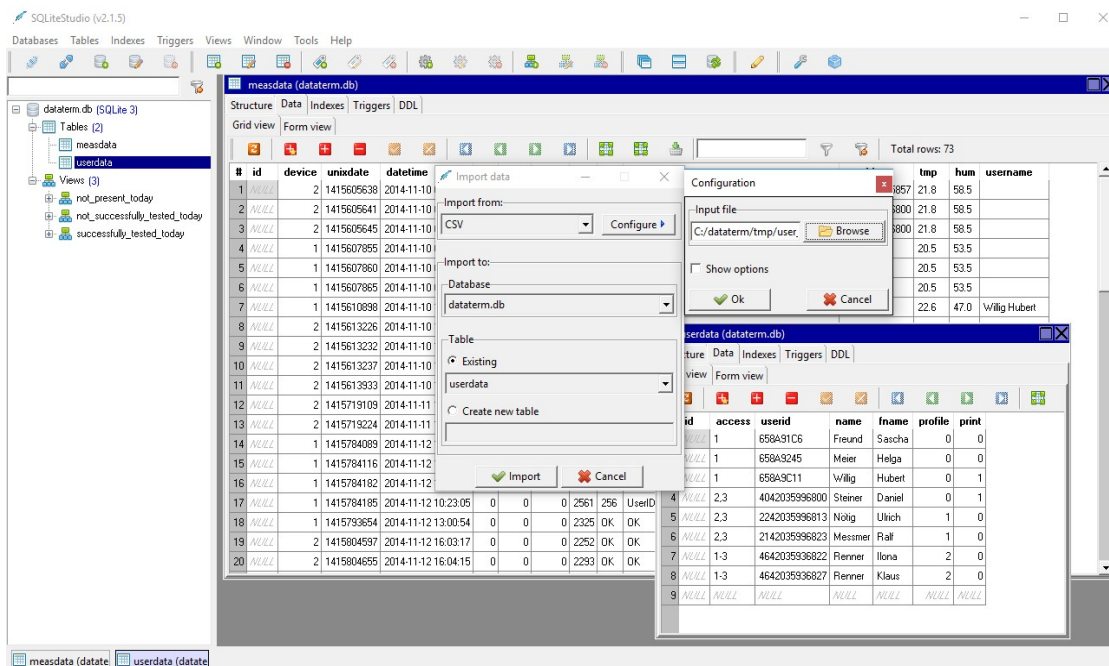 SQLiteStudio (v2.1.5)
Databases Tables Indexes Triggers Views Window Tools Help
measdata (dataterm.db)
Structure Data Indexes Triggers DDL
Grid view Form view
Total rows: 73
dataterm.db (SQLite 3)
Tables (2)
measdata
userdata
Views (3)
not_present_today
not_successfully_tested_today
successfully_tested_today
# id device unixdate datetime tmp hum username
1 NULL 2 1415605638 2014-11-10 6857 21.8 58.5
2 NULL 2 1415605641 2014-11-10 6800 21.8 58.5
3 NULL 2 1415605645 2014-11-10 6800 21.8 58.5
4 NULL 1 1415607855 2014-11-10 20.5 53.5
5 NULL 1 1415607860 2014-11-10 20.5 53.5
6 NULL 1 1415607865 2014-11-10 20.5 53.5
7 NULL 1 1415610898 2014-11-10 22.6 47.0 Willig Hubert
8 NULL 2 1415613226 2014-11-10
9 NULL 2 1415613232 2014-11-10
10 NULL 2 1415613237 2014-11-10
11 NULL 2 1415613933 2014-11-10
12 NULL 2 1415719109 2014-11-11
13 NULL 2 1415719224 2014-11-11
14 NULL 1 1415784089 2014-11-12
15 NULL 1 1415784116 2014-11-12
16 NULL 1 1415784182 2014-11-12
17 NULL 1 1415784185 2014-11-12 10:23:05 0 0 0 2561 256 UserID
18 NULL 1 1415793654 2014-11-12 13:00:54 0 0 0 2325 OK OK
19 NULL 2 1415804597 2014-11-12 16:03:17 0 0 0 2252 OK OK
20 NULL 2 1415804655 2014-11-12 16:04:15 0 0 0 2293 OK OK
Import data
Import from:
CSV Configure
Import to:
Database
dataterm.db
Table
Existing
userdata
Create new table
Import Cancel
Configuration
x
Input file
C:/dataterm/tmp/user_ Browse
Show options
Ok Cancel
userdata (dataterm.db)
ture Data Indexes Triggers DDL
view Form view
id access userid name fname profile print
NULL 1 658A91C6 Freund Sascha 0 0
NULL 1 658A9245 Meier Helga 0 0
NULL 1 658A9C11 Willig Hubert 0 1
4 NULL 2,3 4042035996800 Steiner Daniel 0 1
5 NULL 2,3 2242035996813 Nötig Ulrich 1 0
6 NULL 2,3 2142035996823 Messmer Ralf 1 0
7 NULL 1-3 4642035936822 Renner Ilona 2 0
8 NULL 1-3 4642035936827 Renner Klaus 2 0
9 NULL NULL NULL NULL NULL NULL NULL
measdata (datate userdata (datate